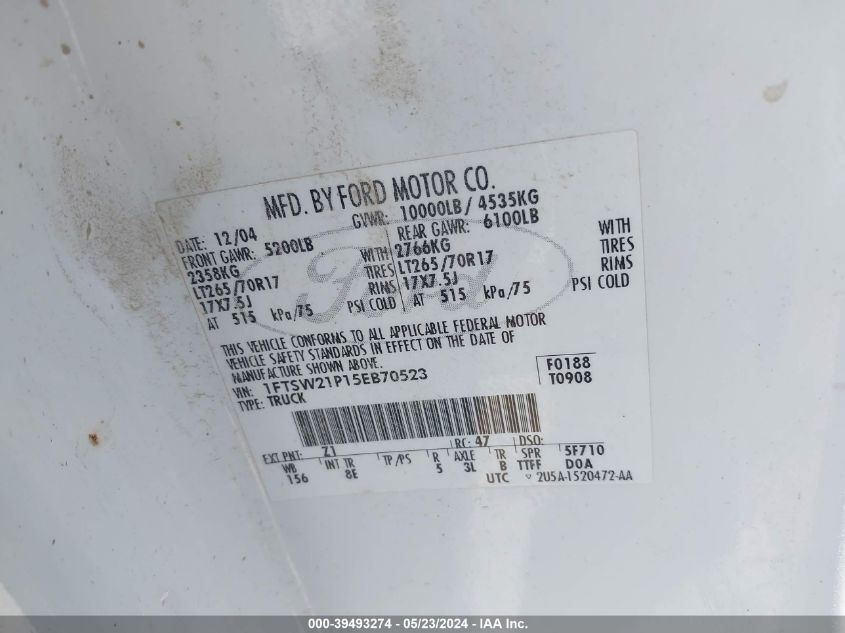 MFD. BY FORD MOTOR CO.
DATE: 12/04 GVWR: 10000LB/ 4535KG
FRONT GAWR: 5200LB REAR GAWR: 6100LB
2358KG WITH 2766KG WITH
LT265/70R17 TIRES LT265/70R17 TIRES
17X7.5J RIMS 17X7.5J RIMS
AT 515 kPa/75 PSI COLD AT 515 kPa/75 PSI COLD
Ford
THIS VEHICLE CONFORMS TO ALL APPLICABLE FEDERAL MOTOR
VEHICLE SAFETY STANDARDS IN EFFECT ON THE DATE OF
MANUFACTURE SHOWN ABOVE.
VIN: 1FTSW21P15EB70523 F0188
TYPE: TRUCK T0908
EXT PNT: Z1 RC: 47 DSO:
WB INT TR TP/PS R AXLE TR SPR 5F710
156 8E 5 3L B TTFF DOA
UTC 2U5A-1520472-AA
000-39493274 - 05/23/2024 - IAA Inc.